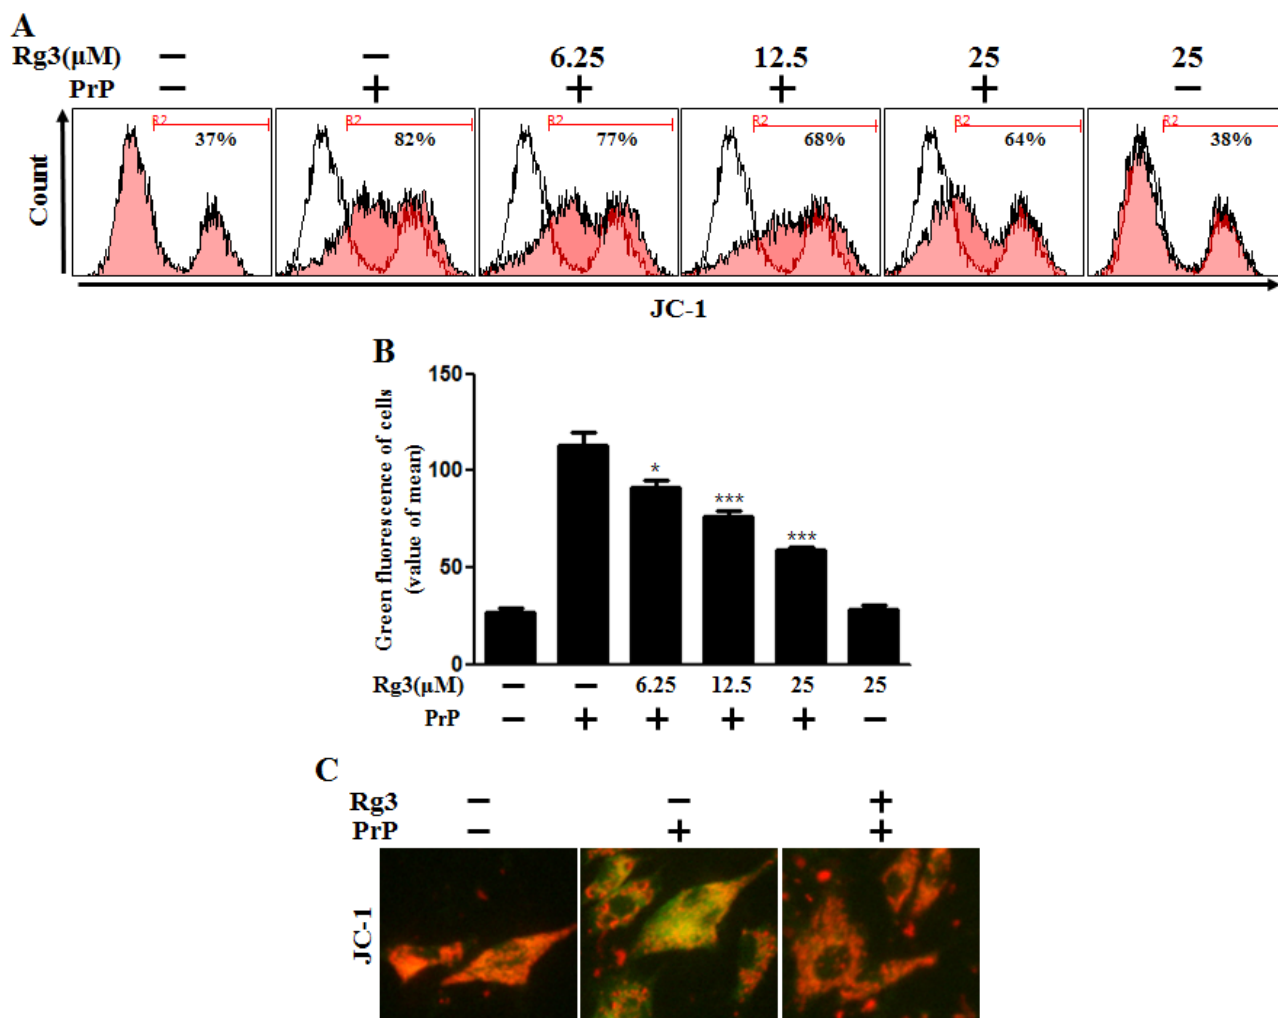 A
Rg3(μM) — — 6.25 12.5 25 25
PrP — + + + + —
R2 R2 R2 R2 R2 R2
37% 82% 77% 68% 64% 38%
Count
JC-1
B
Green fluorescence of cells
(value of mean)
150
100
50
0
*
***
***
Rg3(μM) — — 6.25 12.5 25 25
PrP — + + + + —
C
Rg3 — — +
PrP — + +
JC-1